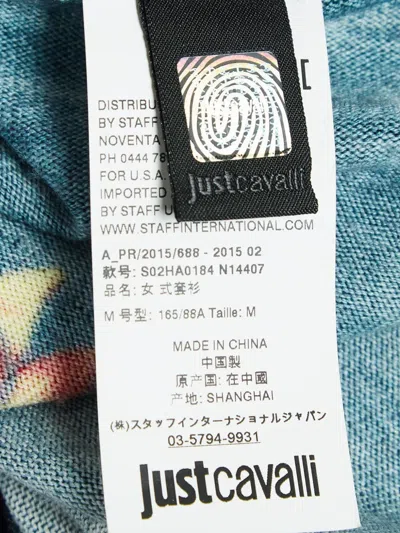 DISTRIBU
BY STAFF
NOVENTA
PH 0444 78
FOR U.S.A.
IMPORTED
BY STAFF U
WWW.STAFFINTERNATIONAL.COM
justcavalli
A_PR/2015/688 - 2015 02
款号: S02HA0184 N14407
品名: 女 式套衫
M 号型: 165/88A Taille: M
MADE IN CHINA
中国製
原产国: 在中國
产地: SHANGHAI
(株)スタッフインターナショナルジャパン
03-5794-9931
justcavalli